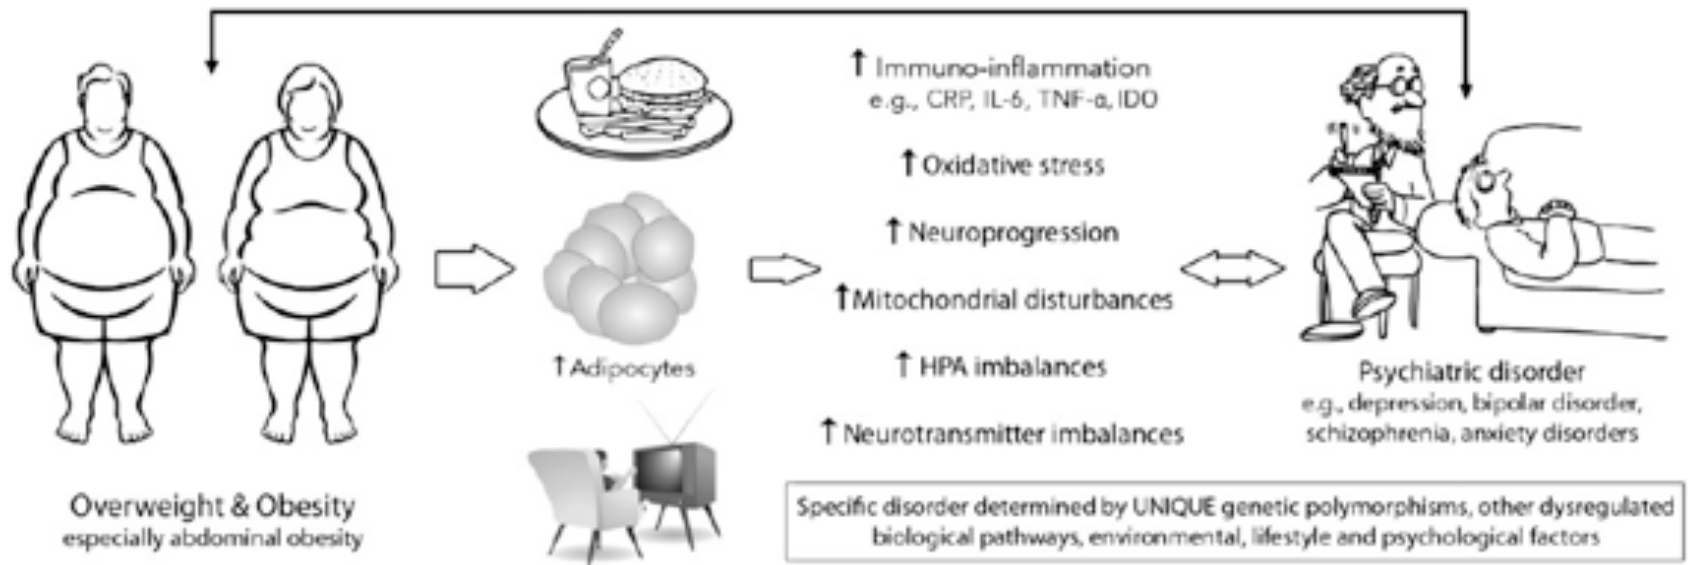 Overweight & Obesity
especially abdominal obesity
↑ Adipocytes
↑ Immuno-inflammation
e.g., CRP, IL-6, TNF-α, IDO
↑ Oxidative stress
↑ Neuroprogression
↑ Mitochondrial disturbances
↑ HPA imbalances
↑ Neurotransmitter imbalances
Psychiatric disorder
e.g., depression, bipolar disorder,
schizophrenia, anxiety disorders
Specific disorder determined by UNIQUE genetic polymorphisms, other dysregulated
biological pathways, environmental, lifestyle and psychological factors